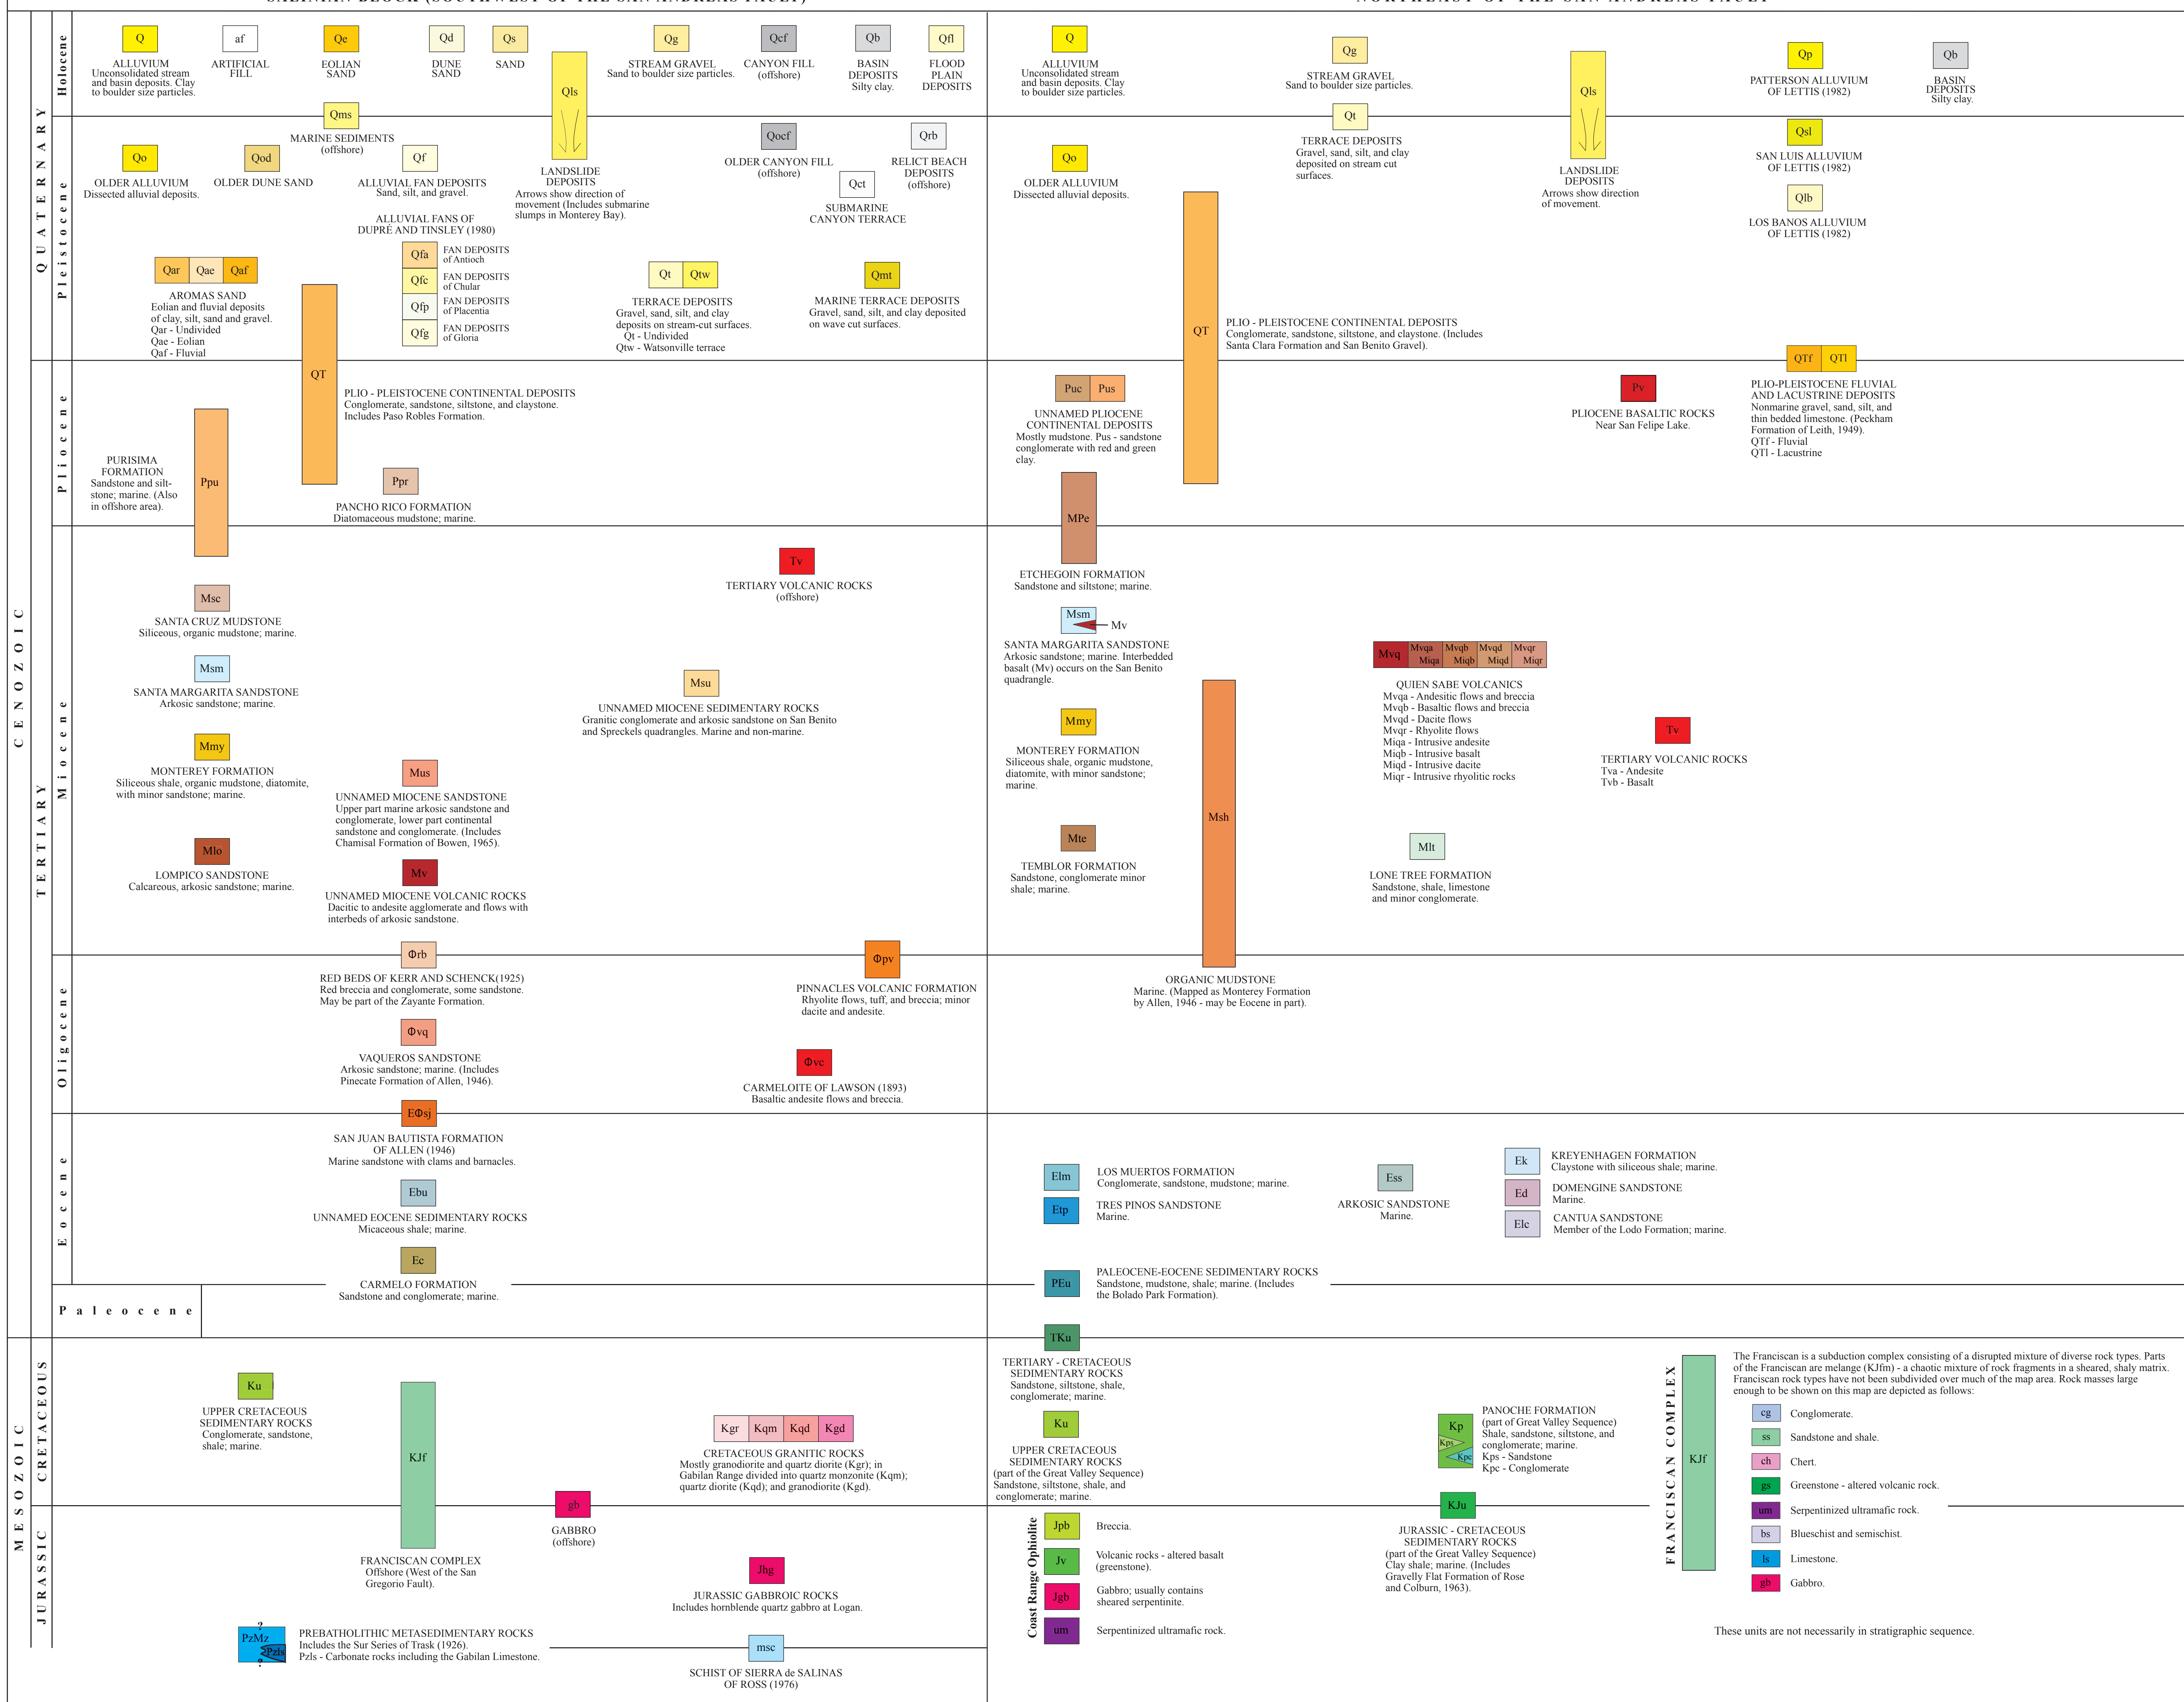 SALINIAN BLOCK (SOUTHWEST OF THE SAN ANDREAS FAULT)
NORTHEAST OF THE SAN ANDREAS FAULT
CENOZOIC
QUATERNARY
Holocene
Q
ALLUVIUM
Unconsolidated stream
and basin deposits. Clay
to boulder size particles.
af
ARTIFICIAL
FILL
Qe
EOLIAN
SAND
Qd
DUNE
SAND
Qs
SAND
Qls
LANDSLIDE
DEPOSITS
Arrows show direction of
movement (Includes submarine
slumps in Monterey Bay).
Qg
STREAM GRAVEL
Sand to boulder size particles.
Qcf
CANYON FILL
(offshore)
Qb
BASIN
DEPOSITS
Silty clay.
Qfl
FLOOD
PLAIN
DEPOSITS
Qms
MARINE SEDIMENTS
(offshore)
Pleistocene
Qo
OLDER ALLUVIUM
Dissected alluvial deposits.
Qod
OLDER DUNE SAND
Qf
ALLUVIAL FAN DEPOSITS
Sand, silt, and gravel.
ALLUVIAL FANS OF
DUPRÉ AND TINSLEY (1980)
Qfa
FAN DEPOSITS
of Antioch
Qfc
FAN DEPOSITS
of Chular
Qfp
FAN DEPOSITS
of Placentia
Qfg
FAN DEPOSITS
of Gloria
Qocf
OLDER CANYON FILL
(offshore)
Qrb
RELICT BEACH
DEPOSITS
(offshore)
Qct
SUBMARINE
CANYON TERRACE
Qar Qae Qaf
AROMAS SAND
Eolian and fluvial deposits
of clay, silt, sand and gravel.
Qar - Undivided
Qae - Eolian
Qaf - Fluvial
Qt Qtw
TERRACE DEPOSITS
Gravel, sand, silt, and clay
deposits on stream-cut surfaces.
Qt - Undivided
Qtw - Watsonville terrace
Qmt
MARINE TERRACE DEPOSITS
Gravel, sand, silt, and clay deposited
on wave cut surfaces.
QT
PLIO - PLEISTOCENE CONTINENTAL DEPOSITS
Conglomerate, sandstone, siltstone, and claystone.
Includes Paso Robles Formation.
TERTIARY
Pliocene
PURISIMA
FORMATION
Sandstone and silt-
stone; marine. (Also
in offshore area).
Ppu
Ppr
PANCHO RICO FORMATION
Diatomaceous mudstone; marine.
Miocene
Tv
TERTIARY VOLCANIC ROCKS
(offshore)
Msc
SANTA CRUZ MUDSTONE
Siliceous, organic mudstone; marine.
Msm
SANTA MARGARITA SANDSTONE
Arkosic sandstone; marine.
Msu
UNNAMED MIOCENE SEDIMENTARY ROCKS
Granitic conglomerate and arkosic sandstone on San Benito
and Spreckels quadrangles. Marine and non-marine.
Mmy
MONTEREY FORMATION
Siliceous shale, organic mudstone, diatomite,
with minor sandstone; marine.
Mus
UNNAMED MIOCENE SANDSTONE
Upper part marine arkosic sandstone and
conglomerate, lower part continental
sandstone and conglomerate. (Includes
Chamisal Formation of Bowen, 1965).
Mlo
LOMPICO SANDSTONE
Calcareous, arkosic sandstone; marine.
Mv
UNNAMED MIOCENE VOLCANIC ROCKS
Dacitic to andesite agglomerate and flows with
interbeds of arkosic sandstone.
Oligocene
Φrb
RED BEDS OF KERR AND SCHENCK(1925)
Red breccia and conglomerate, some sandstone.
May be part of the Zayante Formation.
Φpv
PINNACLES VOLCANIC FORMATION
Rhyolite flows, tuff, and breccia; minor
dacite and andesite.
Φvq
VAQUEROS SANDSTONE
Arkosic sandstone; marine. (Includes
Pinecate Formation of Allen, 1946).
Φvc
CARMELOITE OF LAWSON (1893)
Basaltic andesite flows and breccia.
EΦsj
SAN JUAN BAUTISTA FORMATION
OF ALLEN (1946)
Marine sandstone with clams and barnacles.
Eocene
Ebu
UNNAMED EOCENE SEDIMENTARY ROCKS
Micaceous shale; marine.
Ec
CARMELO FORMATION
Sandstone and conglomerate; marine.
Paleocene
MESOZOIC
CRETACEOUS
Ku
UPPER CRETACEOUS
SEDIMENTARY ROCKS
Conglomerate, sandstone,
shale; marine.
KJf
FRANCISCAN COMPLEX
Offshore (West of the San
Gregorio Fault).
Kgr Kqm Kqd Kgd
CRETACEOUS GRANITIC ROCKS
Mostly granodiorite and quartz diorite (Kgr); in
Gabilan Range divided into quartz monzonite (Kqm);
quartz diorite (Kqd); and granodiorite (Kgd).
JURASSIC
gb
GABBRO
(offshore)
Jhg
JURASSIC GABBROIC ROCKS
Includes hornblende quartz gabbro at Logan.
?
PzMz
Pzls
?
PREBATHOLITHIC METASEDIMENTARY ROCKS
Includes the Sur Series of Trask (1926).
Pzls - Carbonate rocks including the Gabilan Limestone.
msc
SCHIST OF SIERRA de SALINAS
OF ROSS (1976)
Q
ALLUVIUM
Unconsolidated stream
and basin deposits. Clay
to boulder size particles.
Qg
STREAM GRAVEL
Sand to boulder size particles.
Qt
TERRACE DEPOSITS
Gravel, sand, silt, and clay
deposited on stream cut
surfaces.
Qls
LANDSLIDE
DEPOSITS
Arrows show direction
of movement.
Qp
PATTERSON ALLUVIUM
OF LETTIS (1982)
Qb
BASIN
DEPOSITS
Silty clay.
Qsl
SAN LUIS ALLUVIUM
OF LETTIS (1982)
Qlb
LOS BANOS ALLUVIUM
OF LETTIS (1982)
Qo
OLDER ALLUVIUM
Dissected alluvial deposits.
QT
PLIO - PLEISTOCENE CONTINENTAL DEPOSITS
Conglomerate, sandstone, siltstone, and claystone. (Includes
Santa Clara Formation and San Benito Gravel).
QTf QTl
PLIO-PLEISTOCENE FLUVIAL
AND LACUSTRINE DEPOSITS
Nonmarine gravel, sand, silt, and
thin bedded limestone. (Peckham
Formation of Leith, 1949).
QTf - Fluvial
QTl - Lacustrine
Puc Pus
UNNAMED PLIOCENE
CONTINENTAL DEPOSITS
Mostly mudstone. Pus - sandstone
conglomerate with red and green
clay.
Pv
PLIOCENE BASALTIC ROCKS
Near San Felipe Lake.
MPe
ETCHEGOIN FORMATION
Sandstone and siltstone; marine.
Msm
Mv
SANTA MARGARITA SANDSTONE
Arkosic sandstone; marine. Interbedded
basalt (Mv) occurs on the San Benito
quadrangle.
Mmy
MONTEREY FORMATION
Siliceous shale, organic mudstone,
diatomite, with minor sandstone;
marine.
Mte
TEMBLOR FORMATION
Sandstone, conglomerate minor
shale; marine.
Msh
ORGANIC MUDSTONE
Marine. (Mapped as Monterey Formation
by Allen, 1946 - may be Eocene in part).
Mvq Mvqa Mvqb Mvqd Mvqr
Miqa Miqb Miqd Miqr
QUIEN SABE VOLCANICS
Mvqa - Andesitic flows and breccia
Mvqb - Basaltic flows and breccia
Mvqd - Dacite flows
Mvqr - Rhyolite flows
Miqa - Intrusive andesite
Miqb - Intrusive basalt
Miqd - Intrusive dacite
Miqr - Intrusive rhyolitic rocks
Tv
TERTIARY VOLCANIC ROCKS
Tva - Andesite
Tvb - Basalt
Mlt
LONE TREE FORMATION
Sandstone, shale, limestone
and minor conglomerate.
Elm
LOS MUERTOS FORMATION
Conglomerate, sandstone, mudstone; marine.
Etp
TRES PINOS SANDSTONE
Marine.
Ess
ARKOSIC SANDSTONE
Marine.
Ek
KREYENHAGEN FORMATION
Claystone with siliceous shale; marine.
Ed
DOMENGINE SANDSTONE
Marine.
Elc
CANTUA SANDSTONE
Member of the Lodo Formation; marine.
PEu
PALEOCENE-EOCENE SEDIMENTARY ROCKS
Sandstone, mudstone, shale; marine. (Includes
the Bolado Park Formation).
TKu
TERTIARY - CRETACEOUS
SEDIMENTARY ROCKS
Sandstone, siltstone, shale,
conglomerate; marine.
Ku
UPPER CRETACEOUS
SEDIMENTARY ROCKS
(part of the Great Valley Sequence)
Sandstone, siltstone, shale, and
conglomerate; marine.
Kp
Kps
Kpc
PANOCHE FORMATION
(part of Great Valley Sequence)
Shale, sandstone, siltstone, and
conglomerate; marine.
Kps - Sandstone
Kpc - Conglomerate
KJu
JURASSIC - CRETACEOUS
SEDIMENTARY ROCKS
(part of the Great Valley Sequence)
Clay shale; marine. (Includes
Gravelly Flat Formation of Rose
and Colburn, 1963).
Coast Range Ophiolite
Jpb
Breccia.
Jv
Volcanic rocks - altered basalt
(greenstone).
Jgb
Gabbro; usually contains
sheared serpentinite.
um
Serpentinized ultramafic rock.
FRANCISCAN COMPLEX
KJf
The Franciscan is a subduction complex consisting of a disrupted mixture of diverse rock types. Parts
of the Franciscan are melange (KJfm) - a chaotic mixture of rock fragments in a sheared, shaly matrix.
Franciscan rock types have not been subdivided over much of the map area. Rock masses large
enough to be shown on this map are depicted as follows:
cg
Conglomerate.
ss
Sandstone and shale.
ch
Chert.
gs
Greenstone - altered volcanic rock.
um
Serpentinized ultramafic rock.
bs
Blueschist and semischist.
ls
Limestone.
gb
Gabbro.
These units are not necessarily in stratigraphic sequence.